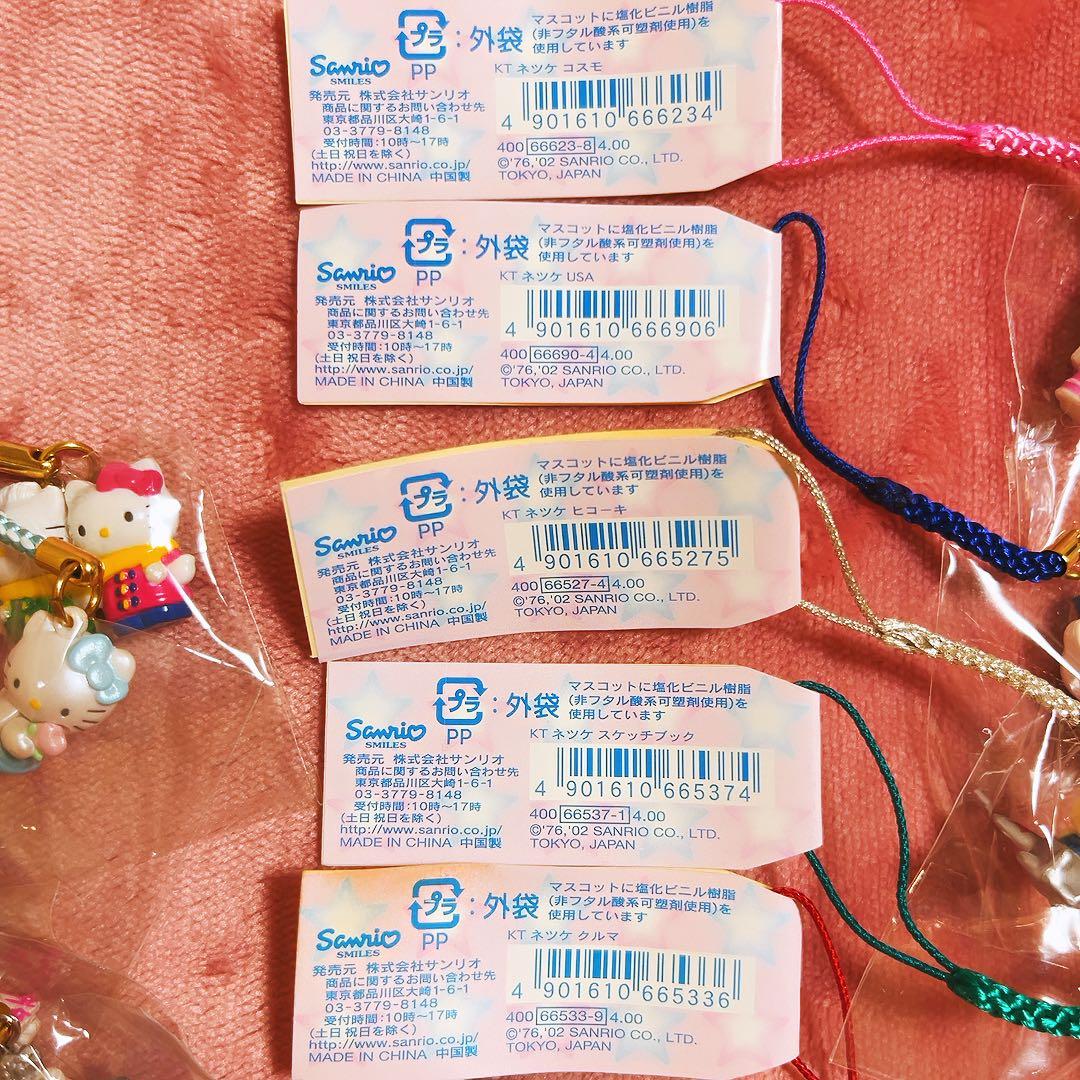 プラ
PP
:外袋
マスコットに塩化ビニル樹脂
(非フタル酸系可塑剤使用)を
使用しています
Sanrio
SMILES
KT ネツケ コスモ
4 901610 666234
発売元 株式会社サンリオ
商品に関するお問い合わせ先
東京都品川区大崎1-6-1
03-3779-8148
受付時間:10時〜17時
(土日祝日を除く)
http://www.sanrio.co.jp/
MADE IN CHINA 中国製
400 66623-8 4.00
©'76,'02 SANRIO CO., LTD.
TOKYO, JAPAN
プラ
PP
:外袋
マスコットに塩化ビニル樹脂
(非フタル酸系可塑剤使用)を
使用しています
Sanrio
SMILES
KT ネツケ USA
4 901610 666906
発売元 株式会社サンリオ
商品に関するお問い合わせ先
東京都品川区大崎1-6-1
03-3779-8148
受付時間:10時〜17時
(土日祝日を除く)
http://www.sanrio.co.jp/
MADE IN CHINA 中国製
400 66690-4 4.00
©'76,'02 SANRIO CO., LTD.
TOKYO, JAPAN
プラ
PP
:外袋
マスコットに塩化ビニル樹脂
(非フタル酸系可塑剤使用)を
使用しています
Sanrio
SMILES
KT ネツケ ヒコーキ
4 901610 665275
発売元 株式会社サンリオ
商品に関するお問い合わせ先
東京都品川区大崎1-6-1
03-3779-8148
受付時間:10時〜17時
(土日祝日を除く)
http://www.sanrio.co.jp/
MADE IN CHINA 中国製
400 66527-4 4.00
©'76,'02 SANRIO CO., LTD.
TOKYO, JAPAN
プラ
PP
:外袋
マスコットに塩化ビニル樹脂
(非フタル酸系可塑剤使用)を
使用しています
Sanrio
SMILES
KT ネツケ スケッチブック
4 901610 665374
発売元 株式会社サンリオ
商品に関するお問い合わせ先
東京都品川区大崎1-6-1
03-3779-8148
受付時間:10時〜17時
(土日祝日を除く)
http://www.sanrio.co.jp/
MADE IN CHINA 中国製
400 66537-1 4.00
©'76,'02 SANRIO CO., LTD.
TOKYO, JAPAN
プラ
PP
:外袋
マスコットに塩化ビニル樹脂
(非フタル酸系可塑剤使用)を
使用しています
Sanrio
SMILES
KT ネツケ クルマ
4 901610 665336
発売元 株式会社サンリオ
商品に関するお問い合わせ先
東京都品川区大崎1-6-1
03-3779-8148
受付時間:10時〜17時
(土日祝日を除く)
http://www.sanrio.co.jp/
MADE IN CHINA 中国製
400 66533-9 4.00
©'76,'02 SANRIO CO., LTD.
TOKYO, JAPAN